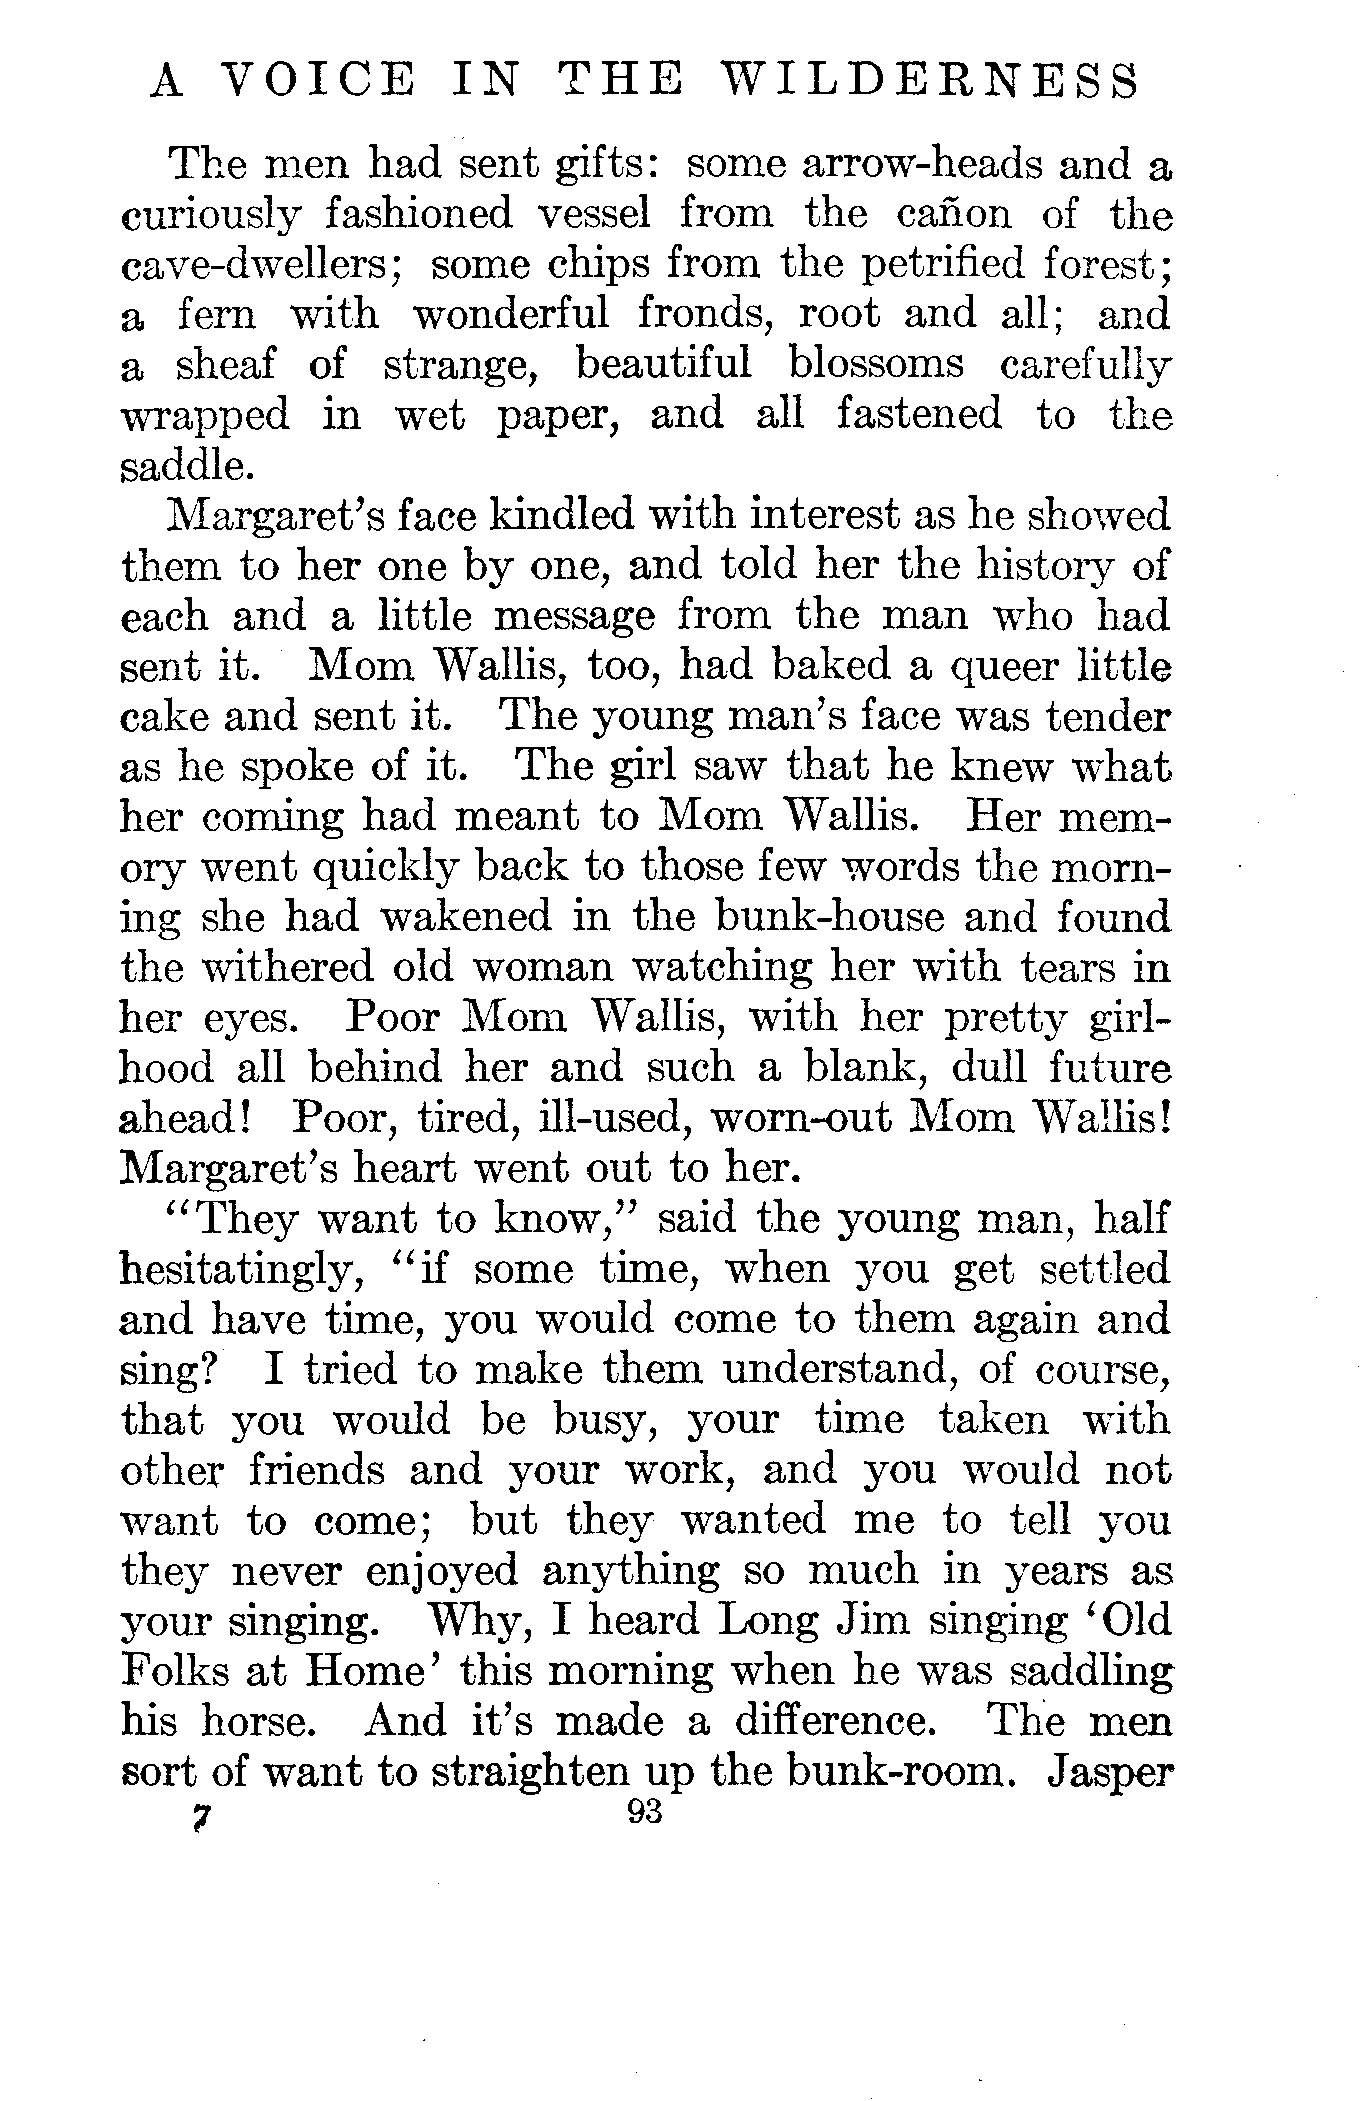 A VOICE IN THE WILDERNESS
The men had sent gifts: some arrow-heads and a
curiously fashioned vessel from the cañon of the
cave-dwellers; some chips from the petrified forest;
a fern with wonderful fronds, root and all; and
a sheaf of strange, beautiful blossoms carefully
wrapped in wet paper, and all fastened to the
saddle.
Margaret's face kindled with interest as he showed
them to her one by one, and told her the history of
each and a little message from the man who had
sent it. Mom Wallis, too, had baked a queer little
cake and sent it. The young man's face was tender
as he spoke of it. The girl saw that he knew what
her coming had meant to Mom Wallis. Her mem-
ory went quickly back to those few words the morn-
ing she had wakened in the bunk-house and found
the withered old woman watching her with tears in
her eyes. Poor Mom Wallis, with her pretty girl-
hood all behind her and such a blank, dull future
ahead! Poor, tired, ill-used, worn-out Mom Wallis!
Margaret's heart went out to her.
"They want to know," said the young man, half
hesitatingly, "if some time, when you get settled
and have time, you would come to them again and
sing? I tried to make them understand, of course,
that you would be busy, your time taken with
other friends and your work, and you would not
want to come; but they wanted me to tell you
they never enjoyed anything so much in years as
your singing. Why, I heard Long Jim singing 'Old
Folks at Home' this morning when he was saddling
his horse. And it's made a difference. The men
sort of want to straighten up the bunk-room. Jasper
7 93